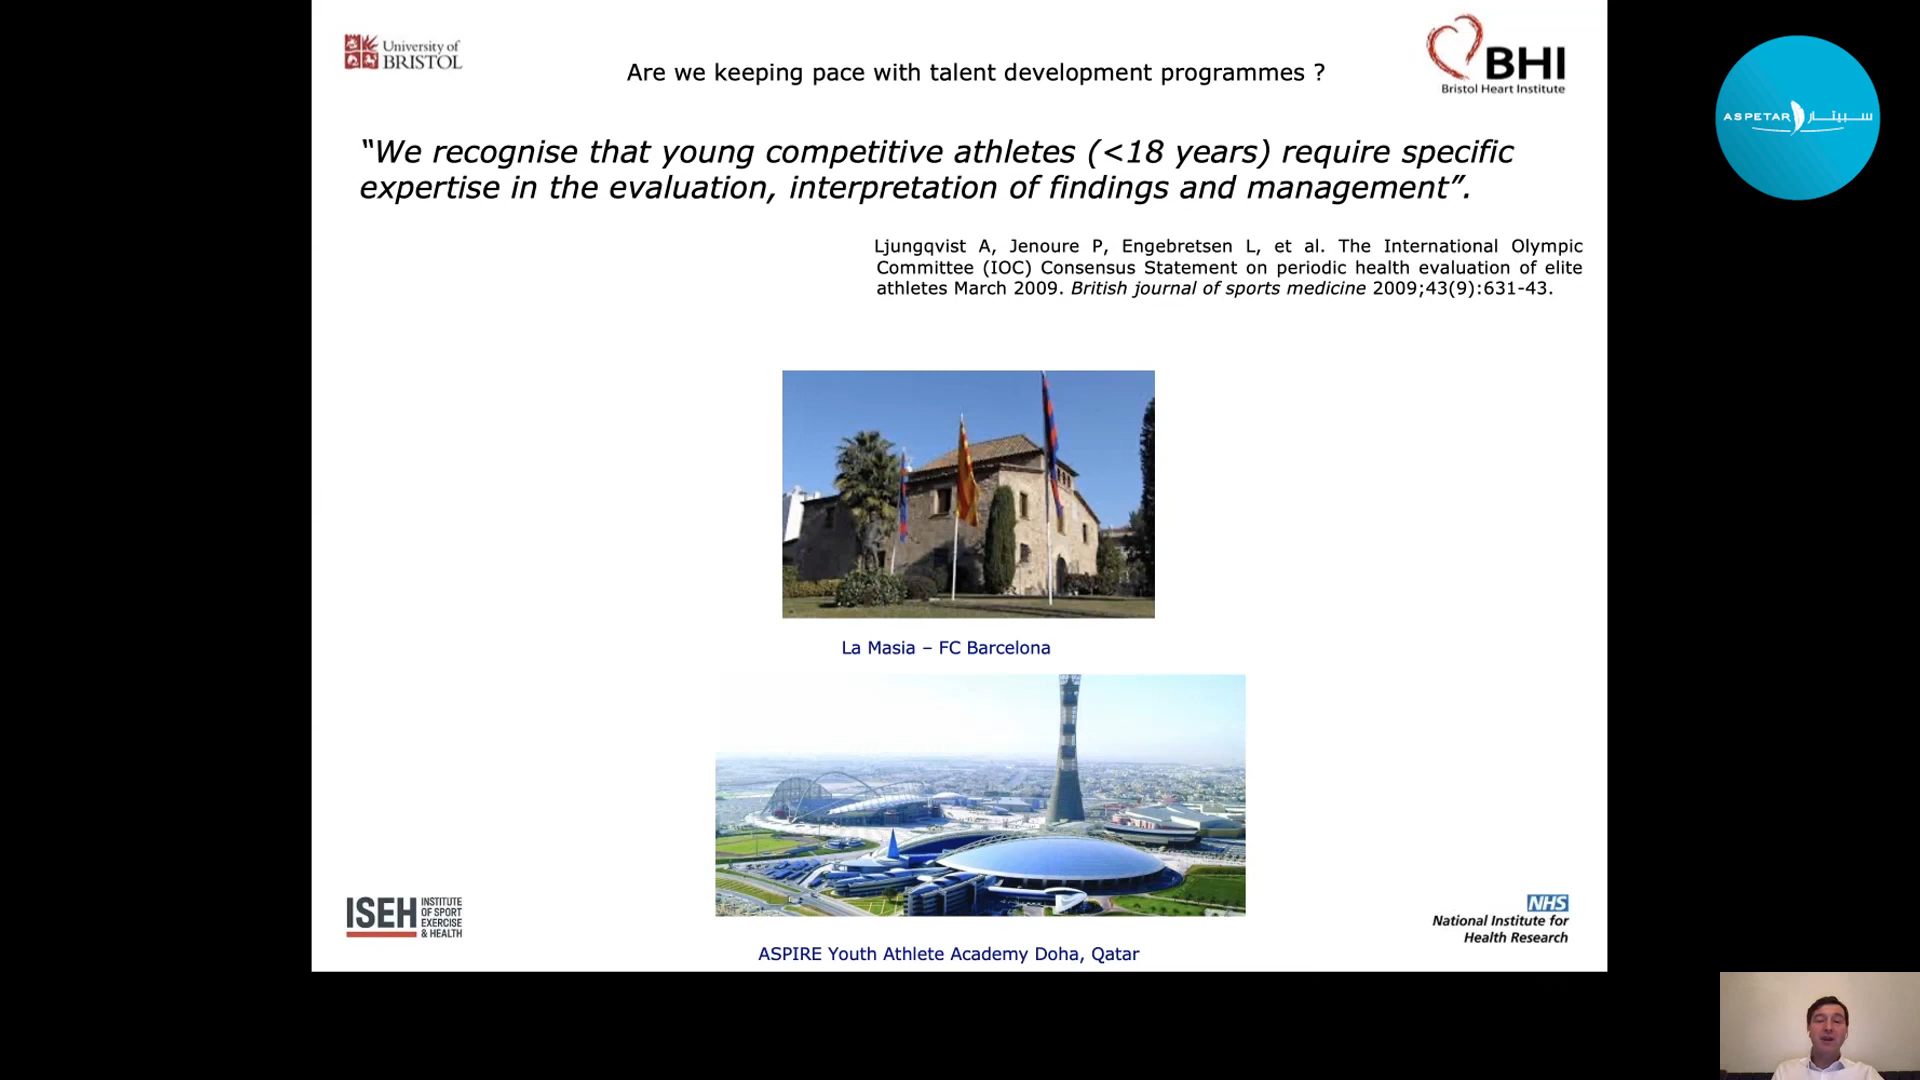 University of
BRISTOL
Are we keeping pace with talent development programmes ?
BHI
Bristol Heart Institute
ASPETAR سبيتار
“We recognise that young competitive athletes (<18 years) require specific
expertise in the evaluation, interpretation of findings and management”.
Ljungqvist A, Jenoure P, Engebretsen L, et al. The International Olympic
Committee (IOC) Consensus Statement on periodic health evaluation of elite
athletes March 2009. British journal of sports medicine 2009;43(9):631-43.
La Masia – FC Barcelona
ISEH
INSTITUTE
OF SPORT
EXERCISE
& HEALTH
NHS
National Institute for
Health Research
ASPIRE Youth Athlete Academy Doha, Qatar